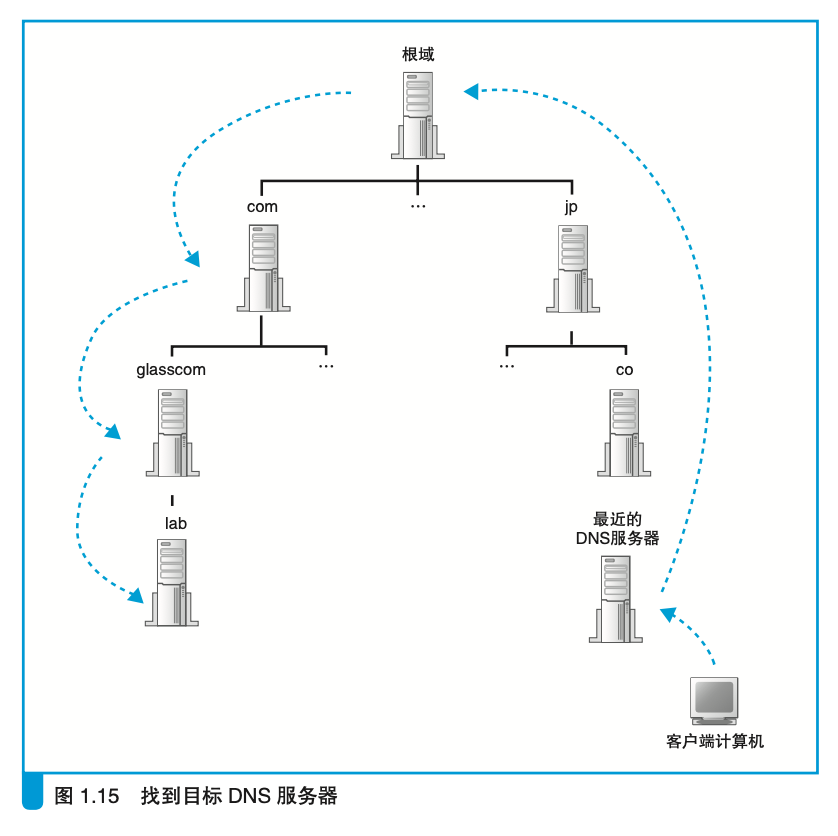 根域
com
…
jp
glasscom
…
…
co
lab
最近的
DNS服务器
客户端计算机
图 1.15 找到目标 DNS 服务器